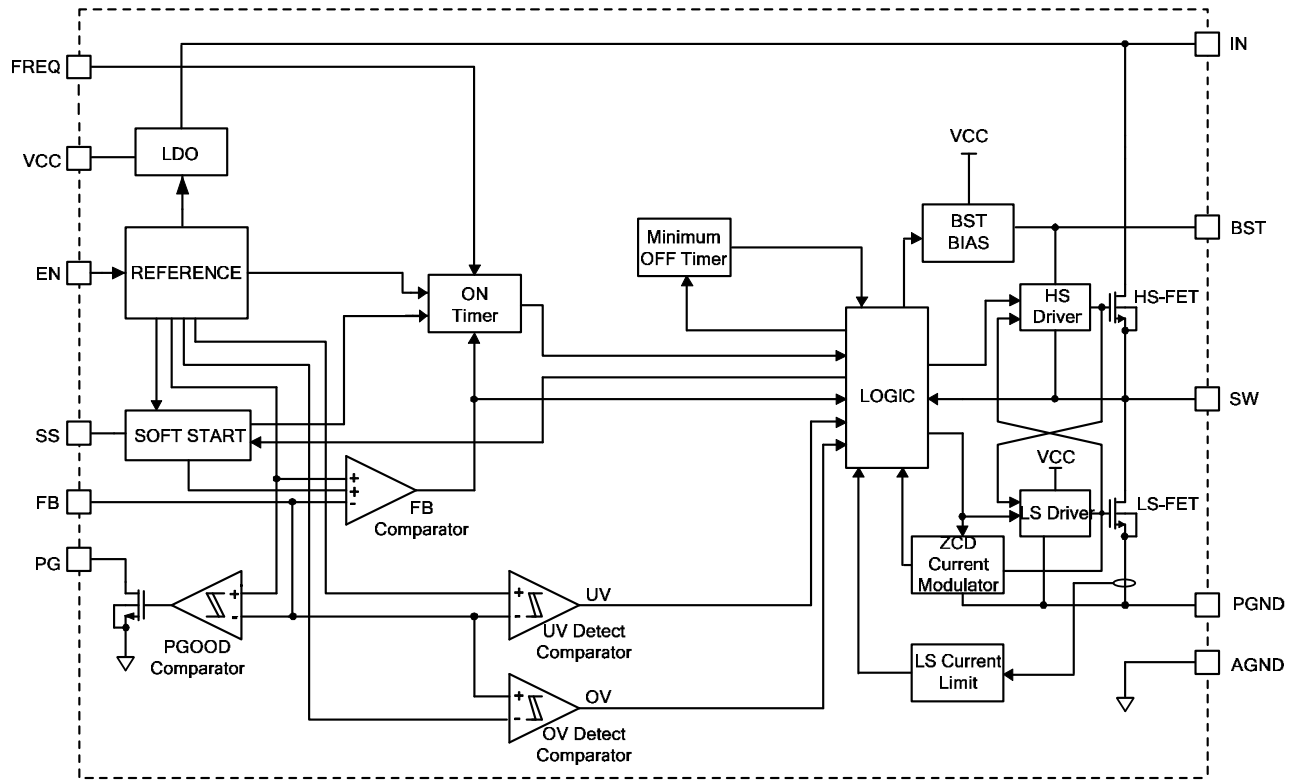 IN
FREQ
VCC
LDO
VCC
BST
BIAS
BST
Minimum
OFF Timer
EN
REFERENCE
ON
Timer
HS
Driver
HS-FET
LOGIC
SW
SS
SOFT START
VCC
+
+
-
FB
Comparator
FB
LS Driver
LS-FET
PG
ZCD
Current
Modulator
+
-
PGOOD
Comparator
+
-
UV
UV Detect
Comparator
PGND
LS Current
Limit
AGND
+
-
OV
OV Detect
Comparator